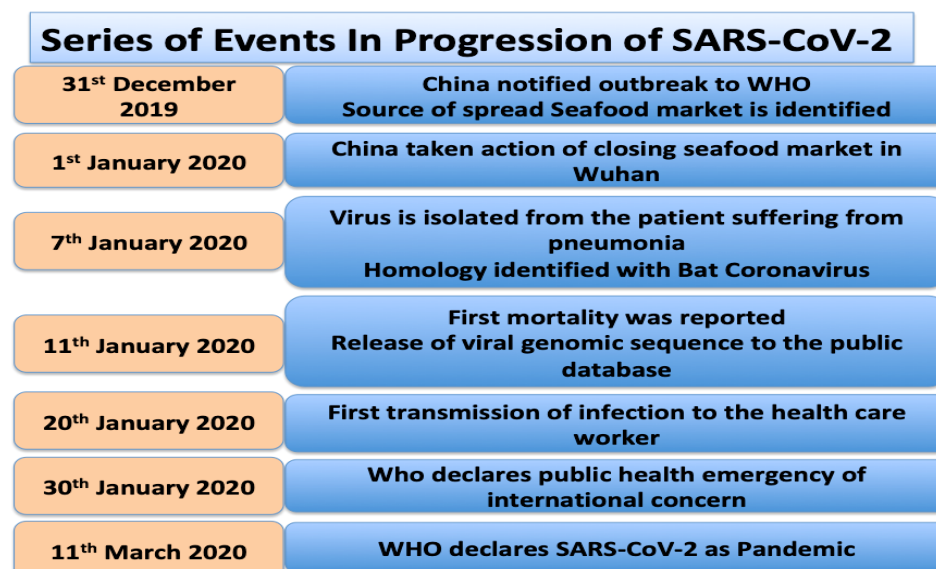 Series of Events In Progression of SARS-CoV-2
31st December
2019
China notified outbreak to WHO
Source of spread Seafood market is identified
1st January 2020
China taken action of closing seafood market in
Wuhan
7th January 2020
Virus is isolated from the patient suffering from
pneumonia
Homology identified with Bat Coronavirus
11th January 2020
First mortality was reported
Release of viral genomic sequence to the public
database
20th January 2020
First transmission of infection to the health care
worker
30th January 2020
Who declares public health emergency of
international concern
11th March 2020
WHO declares SARS-CoV-2 as Pandemic